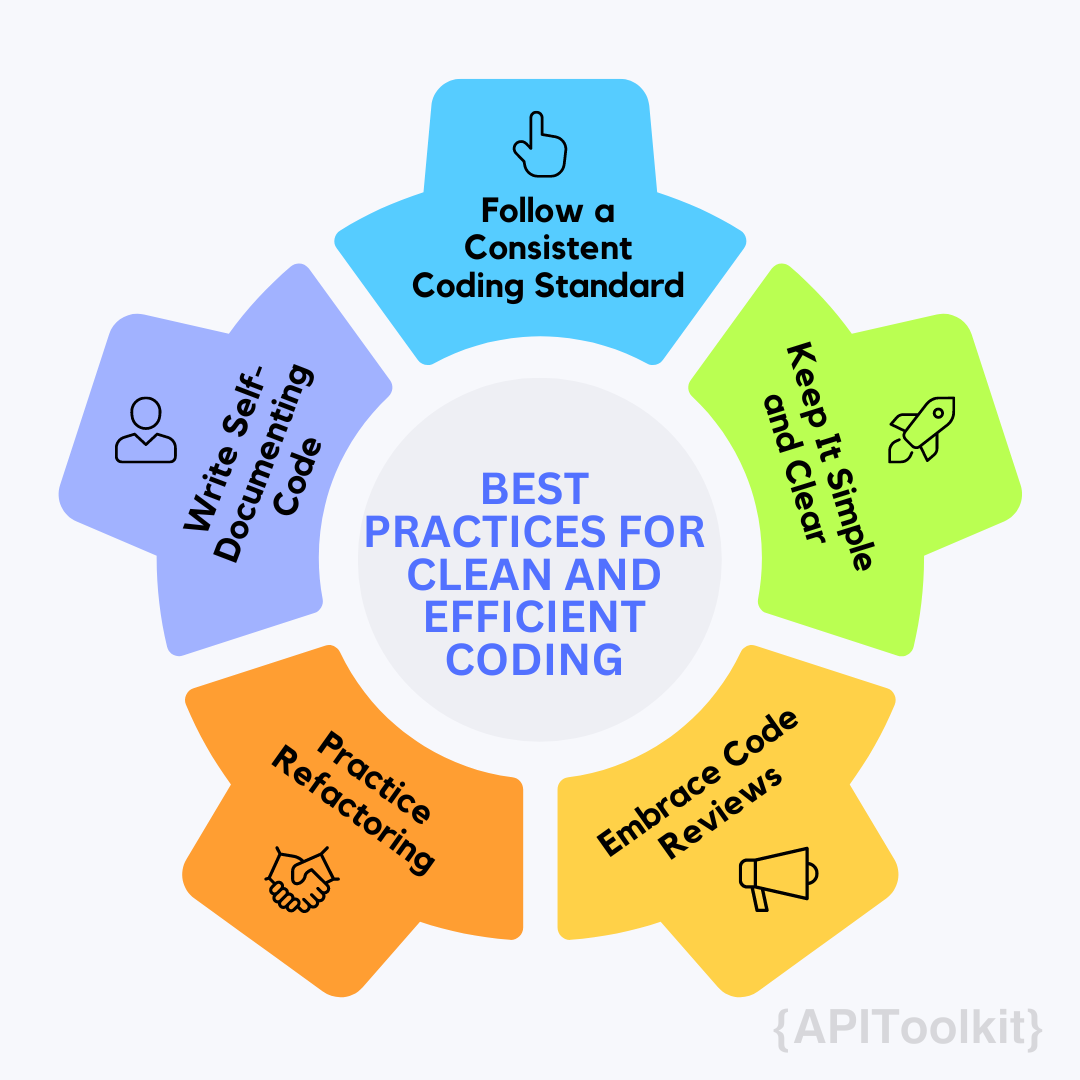 Follow a
Consistent
Coding Standard
Keep It Simple
and Clear
Embrace Code
Reviews
Practice
Refactoring
Write Self-
Documenting
Code
BEST
PRACTICES FOR
CLEAN AND
EFFICIENT
CODING
{APIToolkit}